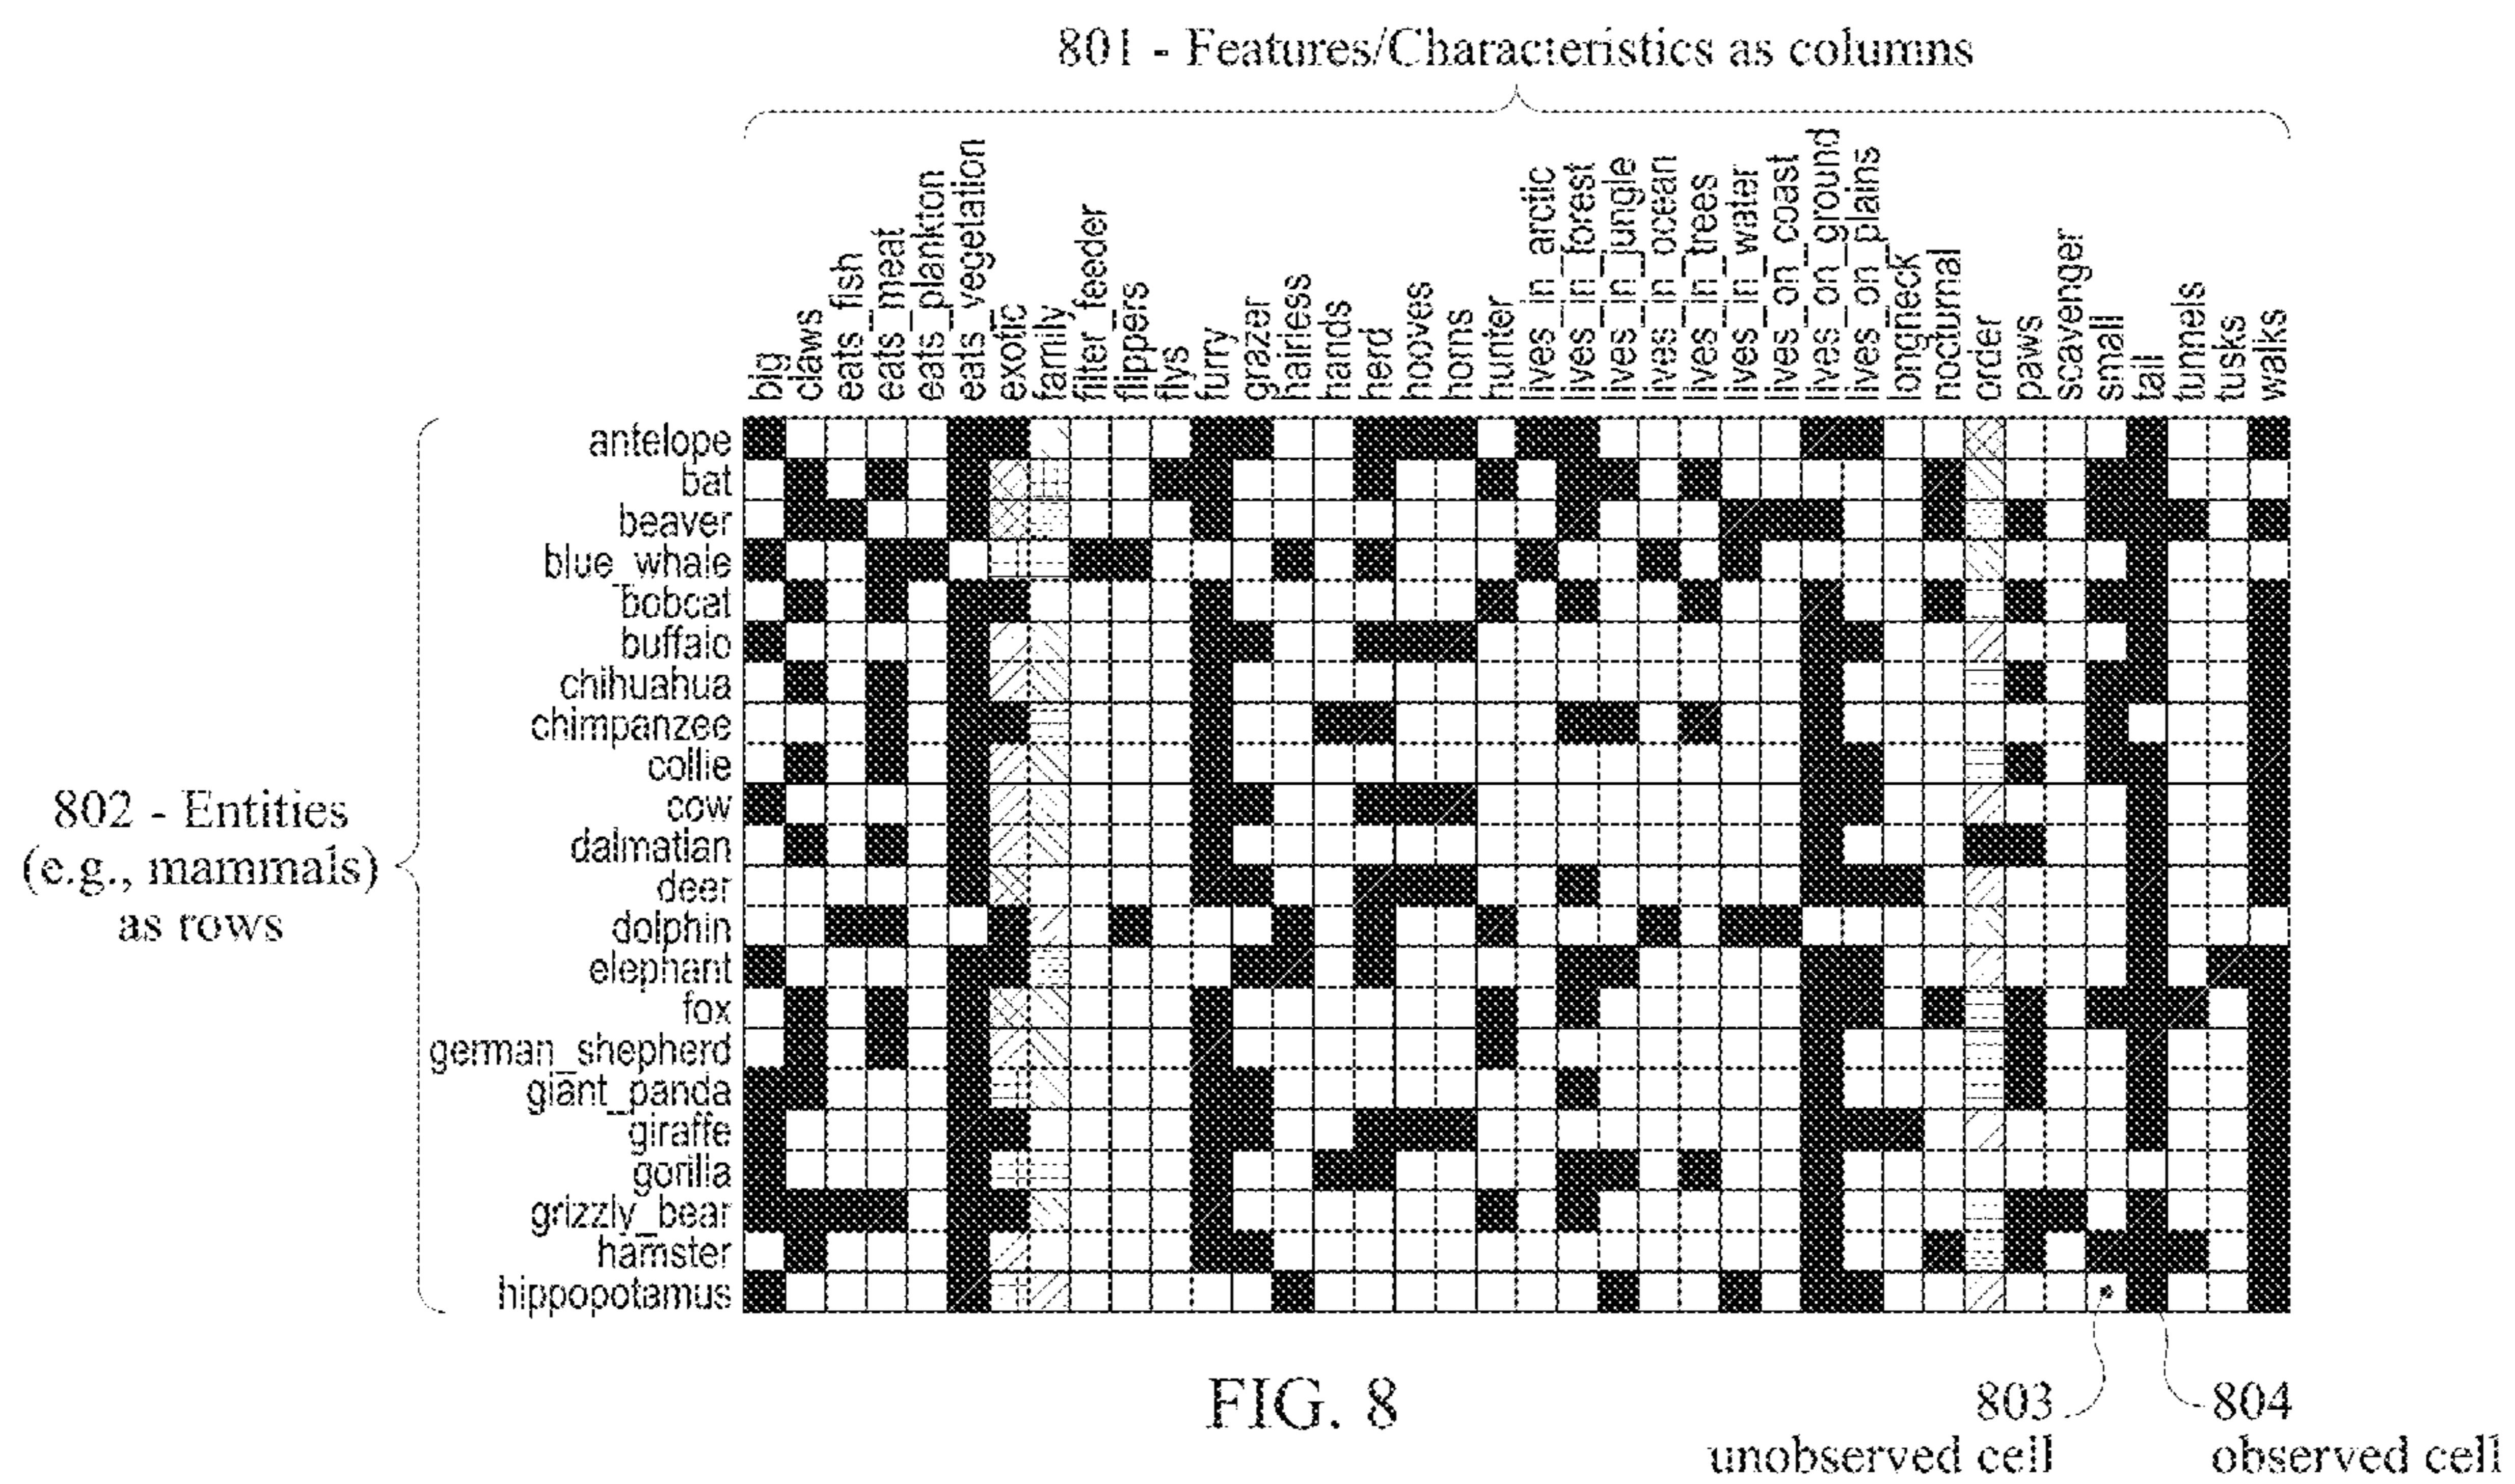 801 - Features/Characteristics as columns
big
claws
eats_fish
eats_meat
eats_plankton
eats_vegetation
exotic
family
filter_feeder
flippers
flys
furry
grazer
hairiess
hands
herd
hooves
horns
hunter
lives_in_arctic
lives_in_forest
lives_in_jungle
lives_in_ocean
lives_in_trees
lives_in_water
lives_on_coast
lives_on_ground
lives_on_plains
longneck
nocturnal
order
paws
scavenger
small
tail
tunnels
tusks
walks
antelope
bat
beaver
blue_whale
bobcat
buffalo
chihuahua
chimpanzee
collie
cow
dalmatian
deer
dolphin
elephant
fox
german_shepherd
giant_panda
giraffe
gorilla
grizzly_bear
hamster
hippopotamus
802 - Entities
(e.g., mammals)
as rows
FIG. 8
803
unobserved cell
804
observed cell